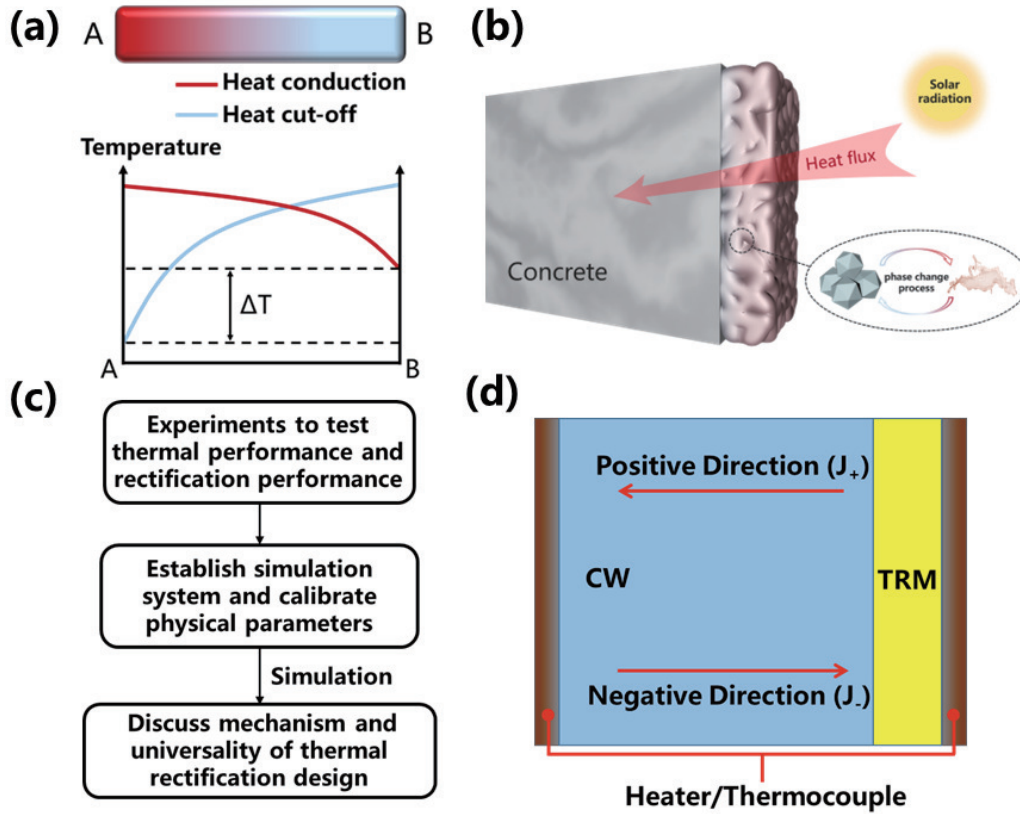 (a)
A
B
Heat conduction
Heat cut-off
Temperature
ΔT
A
B
(b)
Solar
radiation
Heat flux
Concrete
phase change
process
(c)
Experiments to test
thermal performance and
rectification performance
Establish simulation
system and calibrate
physical parameters
Simulation
Discuss mechanism and
universality of thermal
rectification design
(d)
Positive Direction (J₊)
CW
TRM
Negative Direction (J₋)
Heater/Thermocouple